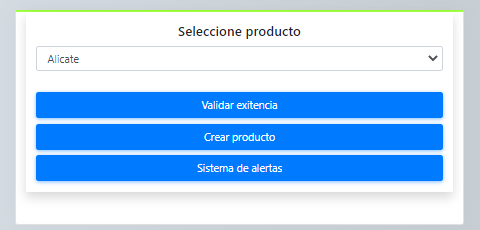 Seleccione producto
Alicate
Validar exitencia
Crear producto
Sistema de alertas